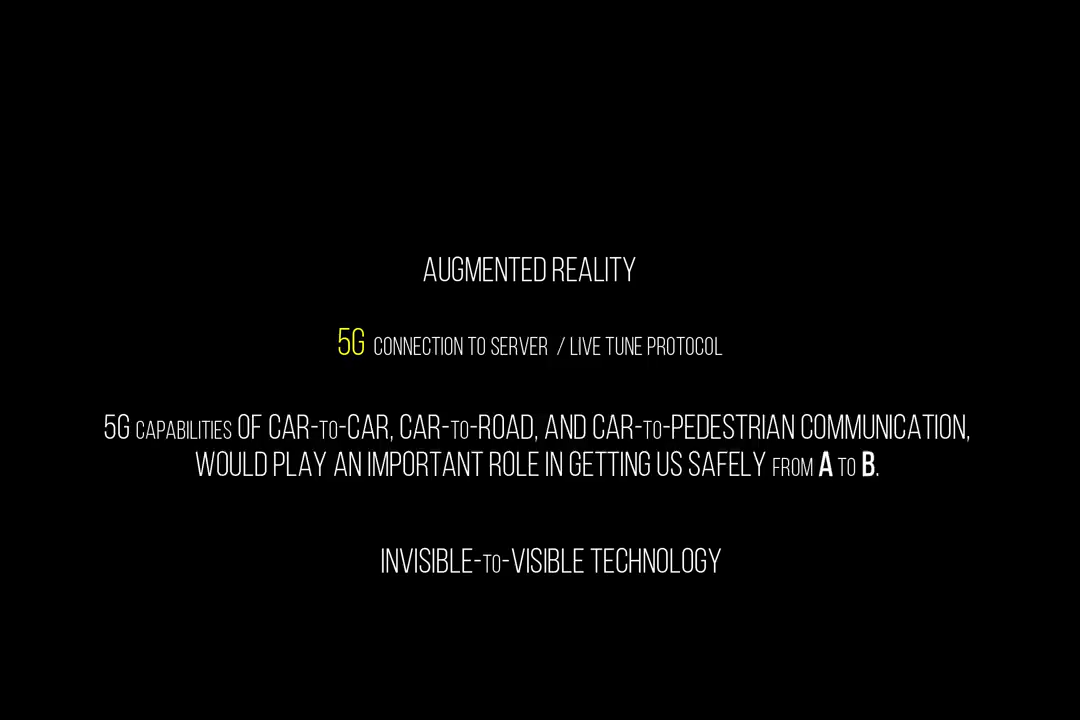 AUGMENTED REALITY
5G CONNECTION TO SERVER / LIVE TUNE PROTOCOL
5G CAPABILITIES OF CAR-TO-CAR, CAR-TO-ROAD, AND CAR-TO-PEDESTRIAN COMMUNICATION,
WOULD PLAY AN IMPORTANT ROLE IN GETTING US SAFELY FROM A TO B.
INVISIBLE-TO-VISIBLE TECHNOLOGY